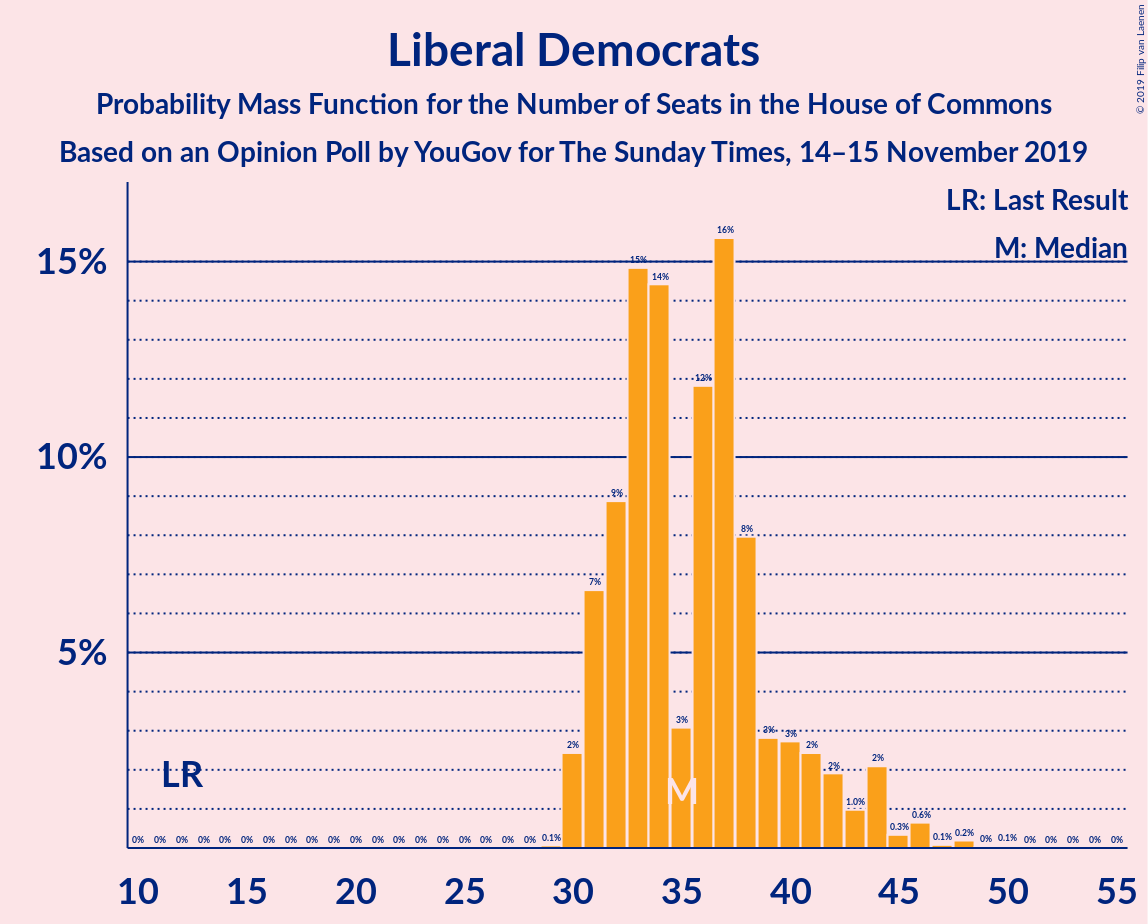 Liberal Democrats
Probability Mass Function for the Number of Seats in the House of Commons
Based on an Opinion Poll by YouGov for The Sunday Times, 14–15 November 2019
© 2019 Filip van Laenen
LR: Last Result
M: Median
15%
10%
5%
0% 0% 0% 0% 0% 0% 0% 0% 0% 0% 0% 0% 0% 0% 0% 0% 0% 0% 0% 0.1% 2% 7% 9% 15% 14% 3% 12% 16% 8% 3% 3% 2% 2% 1.0% 2% 0.3% 0.6% 0.1% 0.2% 0% 0.1% 0% 0% 0% 0% 0%
LR
M
10 15 20 25 30 35 40 45 50 55